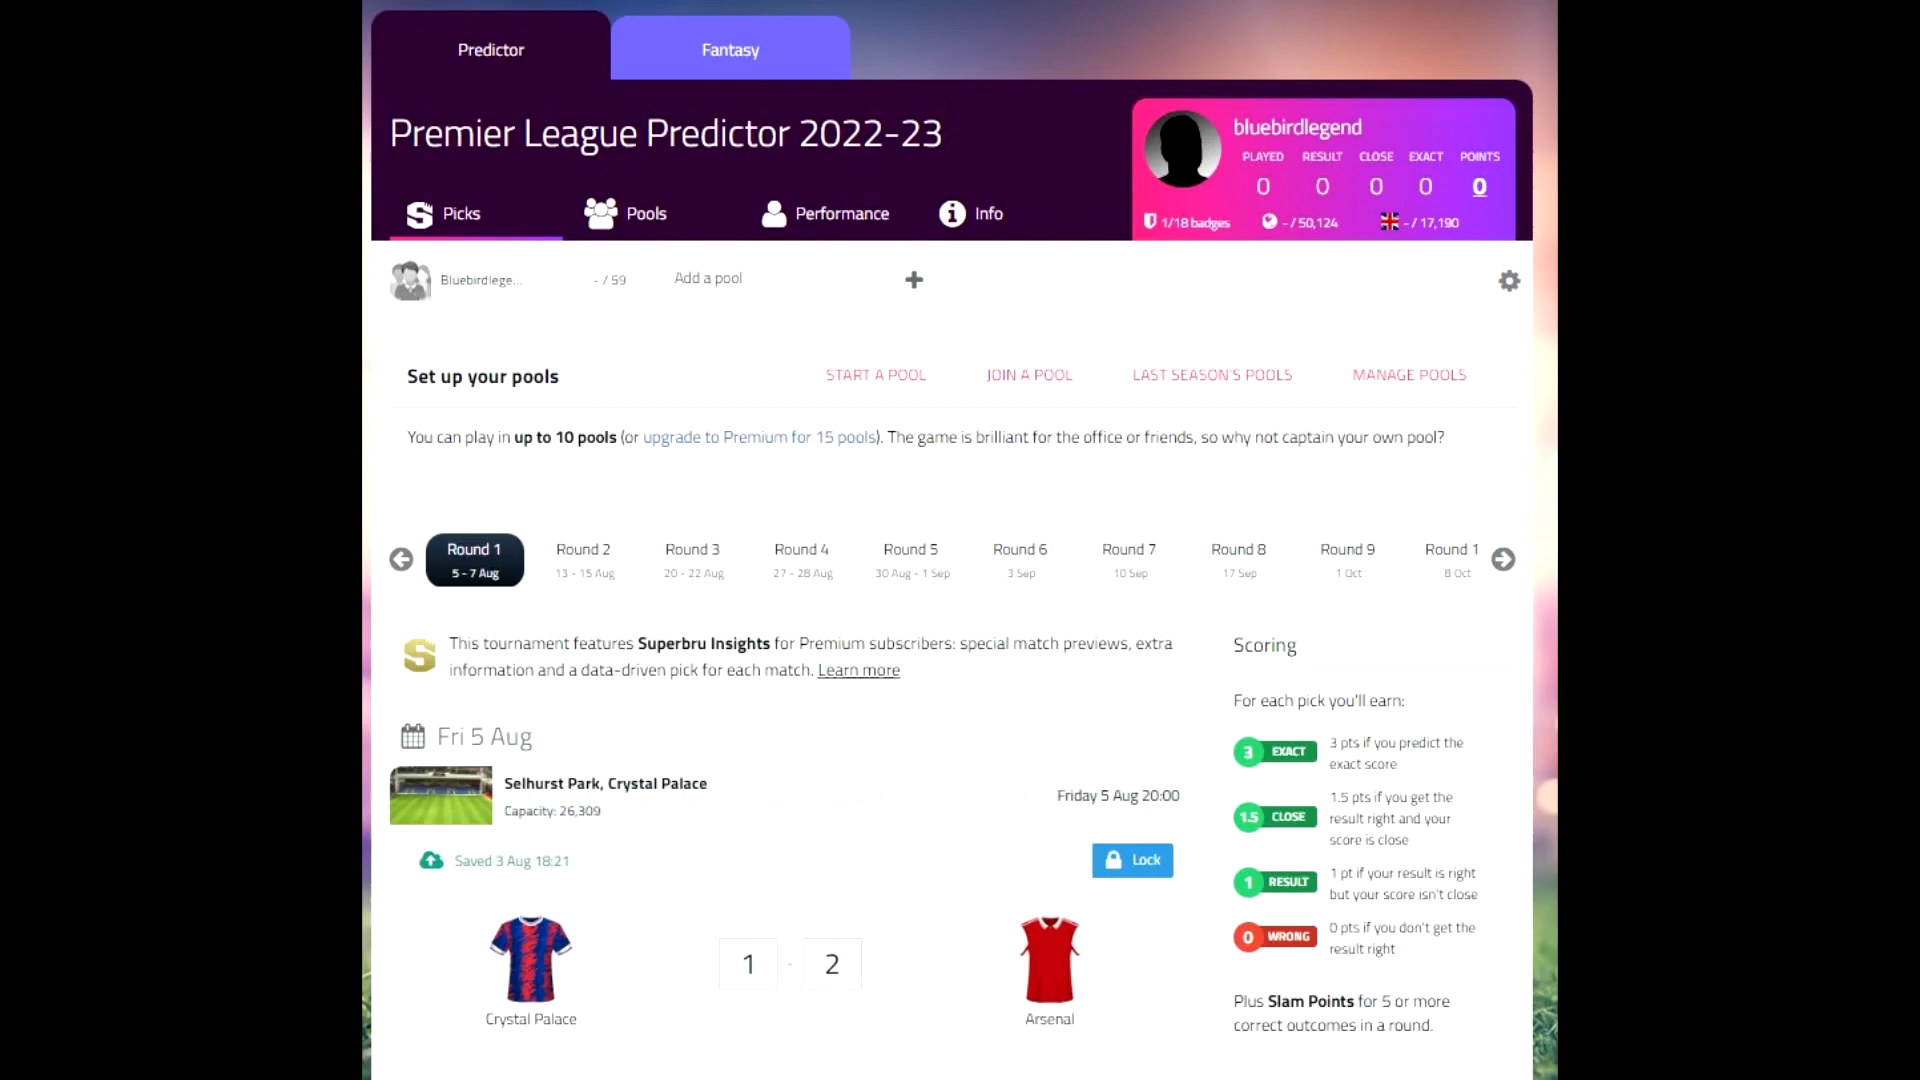 Predictor
Fantasy
Premier League Predictor 2022-23
bluebirdlegend
PLAYED RESULT CLOSE EXACT POINTS
0 0 0 0 0
1/18 badges - / 50,124 - / 17,190
Picks
Pools
Performance
Info
Bluebirdlege... - / 59 Add a pool
Set up your pools
START A POOL JOIN A POOL LAST SEASON'S POOLS MANAGE POOLS
You can play in up to 10 pools (or upgrade to Premium for 15 pools). The game is brilliant for the office or friends, so why not captain your own pool?
Round 1 Round 2 Round 3 Round 4 Round 5 Round 6 Round 7 Round 8 Round 9 Round 1
5 - 7 Aug 13 - 15 Aug 20 - 22 Aug 27 - 28 Aug 30 Aug - 1 Sep 3 Sep 10 Sep 17 Sep 1 Oct 8 Oct
This tournament features Superbru Insights for Premium subscribers: special match previews, extra
information and a data-driven pick for each match. Learn more
Fri 5 Aug
Selhurst Park, Crystal Palace
Capacity: 26,309
Friday 5 Aug 20:00
Saved 3 Aug 18:21
Lock
1 - 2
Crystal Palace
Arsenal
Scoring
For each pick you'll earn:
3 EXACT
3 pts if you predict the
exact score
1.5 CLOSE
1.5 pts if you get the
result right and your
score is close
1 RESULT
1 pt if your result is right
but your score isn't close
0 WRONG
0 pts if you don't get the
result right
Plus Slam Points for 5 or more
correct outcomes in a round.